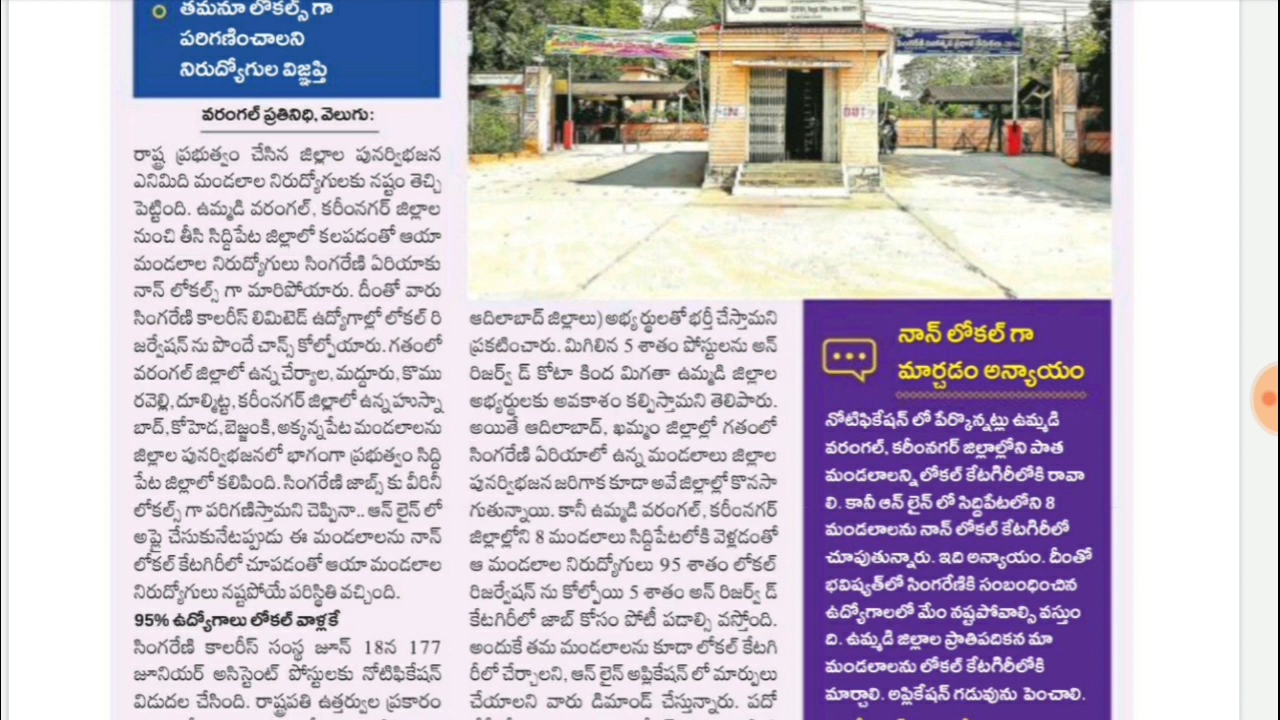 తమనూ లోకల్స్ గా
పరిగణించాలని
నిరుద్యోగుల విజ్ఞప్తి
వరంగల్ ప్రతినిధి, వెలుగు:
రాష్ట్ర ప్రభుత్వం చేసిన జిల్లాల పునర్విభజన
ఎనిమిది మండలాల నిరుద్యోగులకు నష్టం తెచ్చి
పెట్టింది. ఉమ్మడి వరంగల్, కరీంనగర్ జిల్లాల
నుంచి తీసి సిద్దిపేట జిల్లాలో కలపడంతో ఆయా
మండలాల నిరుద్యోగులు సింగరేణి ఏరియాకు
నాన్ లోకల్స్ గా మారిపోయారు. దీంతో వారు
సింగరేణి కాలరీస్ లిమిటెడ్ ఉద్యోగాల్లో లోకల్ రి
జర్వేషన్ ను పొందే చాన్స్ కోల్పోయారు. గతంలో
వరంగల్ జిల్లాలో ఉన్న చేర్యాల, మద్దూరు, కొము
రవెల్లి, దూల్మిట్ట, కరీంనగర్ జిల్లాలో ఉన్న హుస్నా
బాద్, కోహెడ, బెజ్జంకి, అక్కన్నపేట మండలాలను
జిల్లాల పునర్విభజనలో భాగంగా ప్రభుత్వం సిద్ది
పేట జిల్లాలో కలిపింది. సింగరేణి జాబ్స్ కు వీరినీ
లోకల్స్ గా పరిగణిస్తామని చెప్పినా.. ఆన్ లైన్ లో
అప్లై చేసుకునేటప్పుడు ఈ మండలాలను నాన్
లోకల్ కేటగిరీలో చూపడంతో ఆయా మండలాల
నిరుద్యోగులు నష్టపోయే పరిస్థితి వచ్చింది.
95% ఉద్యోగాలు లోకల్ వాళ్లకే
సింగరేణి కాలరీస్ సంస్థ జూన్ 18న 177
జూనియర్ అసిస్టెంట్ పోస్టులకు నోటిఫికేషన్
విడుదల చేసింది. రాష్ట్రపతి ఉత్తర్వుల ప్రకారం
ఆదిలాబాద్ జిల్లాలు) అభ్యర్థులతో భర్తీ చేస్తామని
ప్రకటించారు. మిగిలిన 5 శాతం పోస్టులను అన్
రిజర్వ్ డ్ కోటా కింద మిగతా ఉమ్మడి జిల్లాల
అభ్యర్థులకు అవకాశం కల్పిస్తామని తెలిపారు.
అయితే ఆదిలాబాద్, ఖమ్మం జిల్లాల్లో గతంలో
సింగరేణి ఏరియాలో ఉన్న మండలాలు జిల్లాల
పునర్విభజన జరిగాక కూడా అవే జిల్లాల్లో కొనసా
గుతున్నాయి. కానీ ఉమ్మడి వరంగల్, కరీంనగర్
జిల్లాల్లోని 8 మండలాలు సిద్దిపేటలోకి వెళ్లడంతో
ఆ మండలాల నిరుద్యోగులు 95 శాతం లోకల్
రిజర్వేషన్ ను కోల్పోయి 5 శాతం అన్ రిజర్వ్ డ్
కేటగిరీలో జాబ్ కోసం పోటీ పడాల్సి వస్తోంది.
అందుకే తమ మండలాలను కూడా లోకల్ కేటగి
రీలో చేర్చాలని, ఆన్ లైన్ అప్లికేషన్ లో మార్పులు
చేయాలని వారు డిమాండ్ చేస్తున్నారు. పదో
నాన్ లోకల్ గా
మార్చడం అన్యాయం
నోటిఫికేషన్ లో పేర్కొన్నట్లు ఉమ్మడి
వరంగల్, కరీంనగర్ జిల్లాల్లోని పాత
మండలాలన్ని లోకల్ కేటగిరీలోకి రావా
లి. కానీ ఆన్ లైన్ లో సిద్దిపేటలోని 8
మండలాలను నాన్ లోకల్ కేటగిరీలో
చూపుతున్నారు. ఇది అన్యాయం. దీంతో
భవిష్యత్‌లో సింగరేణికి సంబంధించిన
ఉద్యోగాలలో మేం నష్టపోవాల్సి వస్తుం
ది. ఉమ్మడి జిల్లాల ప్రాతిపదికన మా
మండలాలను లోకల్ కేటగిరీలోకి
మార్చాలి. అప్లికేషన్ గడువును పెంచాలి.